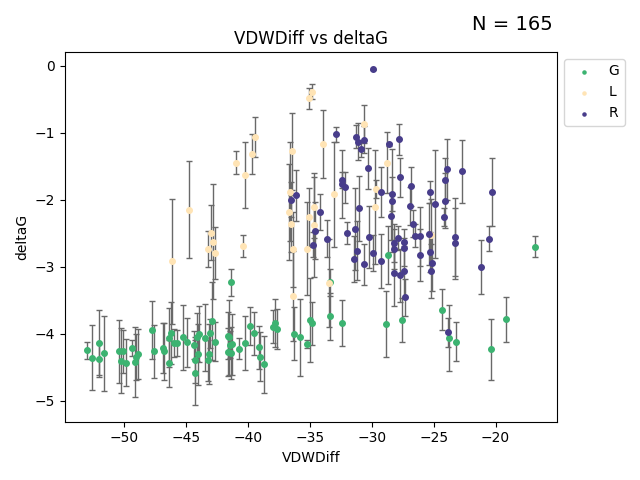 N = 165
VDWDiff vs deltaG
G
L
R
0
−1
−2
−3
−4
−5
deltaG
−50
−45
−40
−35
−30
−25
−20
VDWDiff